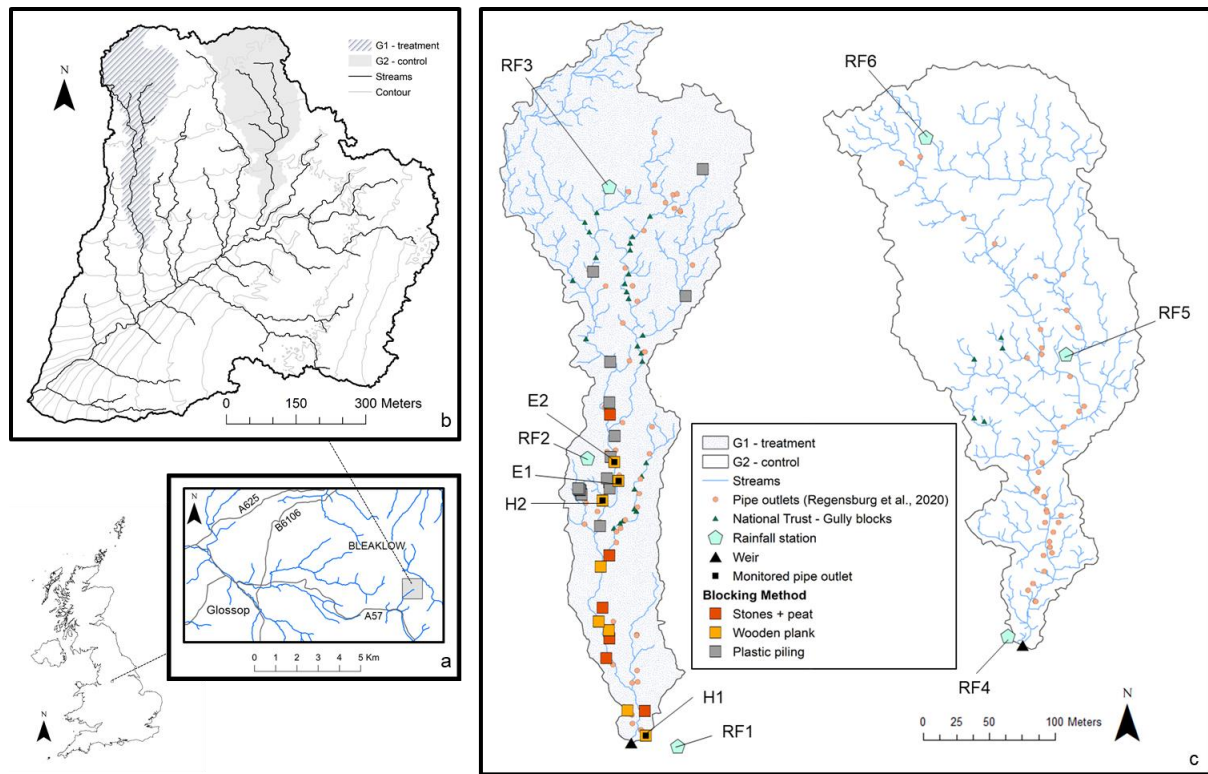 N
G1 - treatment
G2 - control
Streams
Contour
0 150 300 Meters
b
N
A625
B6106
BLEAKLOW
Glossop
A57
0 1 2 3 4 5 Km
a
N
RF3
RF6
RF5
E2
RF2
E1
H2
G1 - treatment
G2 - control
Streams
Pipe outlets (Regensburg et al., 2020)
National Trust - Gully blocks
Rainfall station
Weir
Monitored pipe outlet
Blocking Method
Stones + peat
Wooden plank
Plastic piling
H1
RF1
RF4
N
0 25 50 100 Meters
c